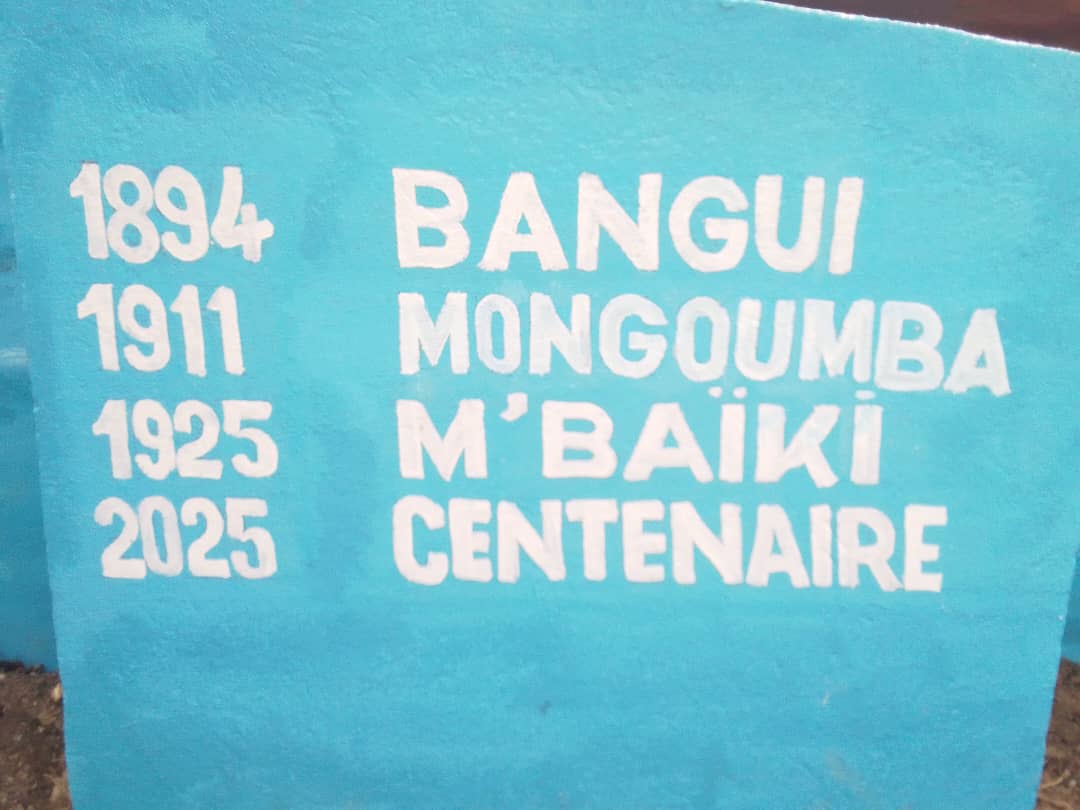 1894 BANGUI
1911 MONGOUMBA
1925 M'BAÏKI
2025 CENTENAIRE